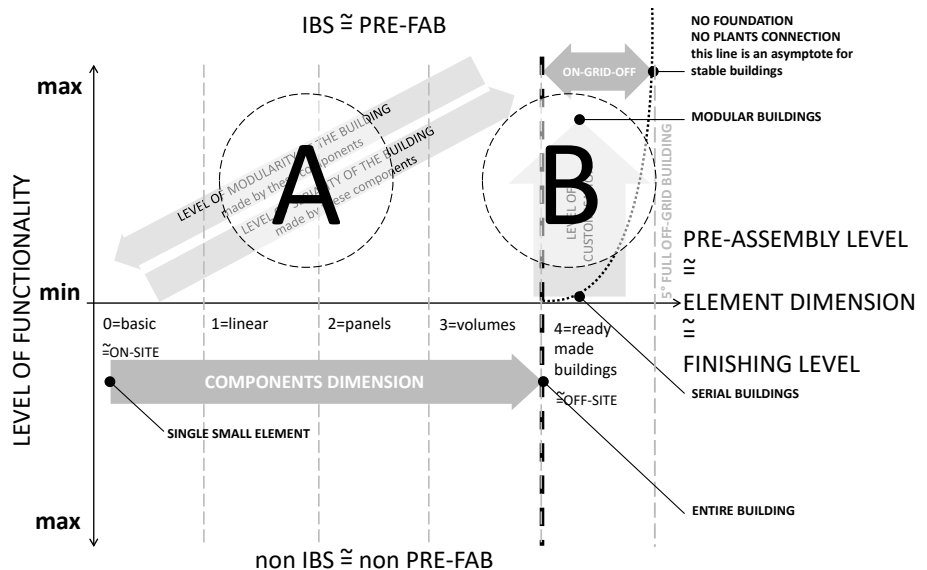 IBS ≅ PRE-FAB
NO FOUNDATION
NO PLANTS CONNECTION
this line is an asymptote for
stable buildings
ON-GRID-OFF
max
MODULAR BUILDINGS
LEVEL OF MODULARITY OF THE BUILDING
made by these components
LEVEL OF SERIALITY OF THE BUILDING
made by these components
A
B
LEVEL OF
5° FULL OFF-GRID BUILDING
LEVEL OF FUNCTIONALITY
min
PRE-ASSEMBLY LEVEL
≅
ELEMENT DIMENSION
≅
FINISHING LEVEL
0=basic
1=linear
2=panels
3=volumes
4=ready
made
buildings
≅ON-SITE
≅OFF-SITE
COMPONENTS DIMENSION
SERIAL BUILDINGS
SINGLE SMALL ELEMENT
ENTIRE BUILDING
max
non IBS ≅ non PRE-FAB